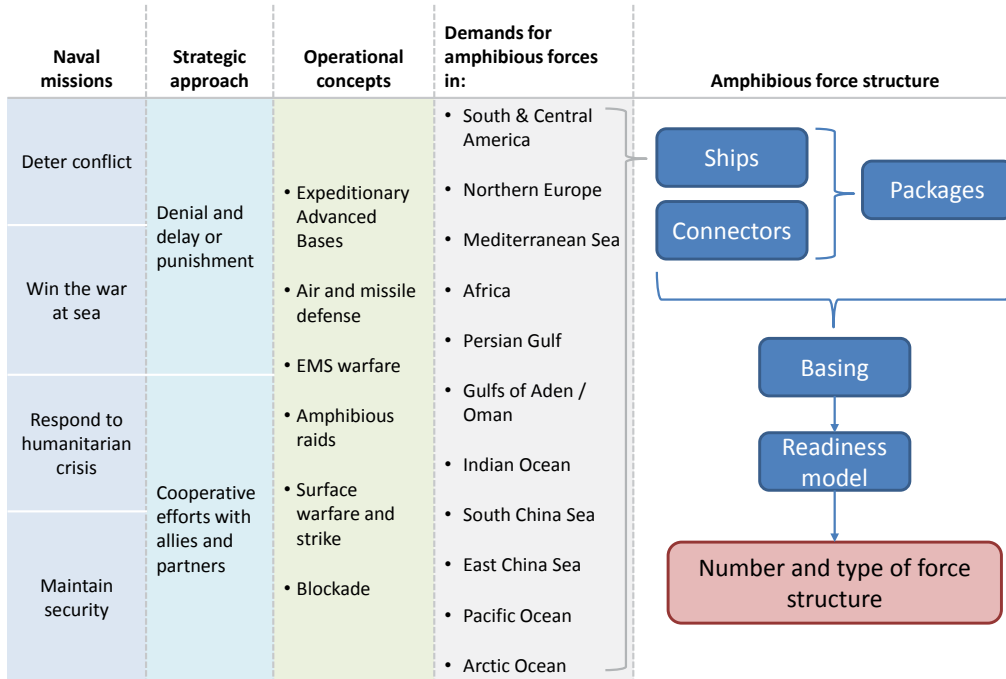 Naval
missions
Strategic
approach
Operational
concepts
Demands for
amphibious forces
in:
Amphibious force structure
Deter conflict
Win the war
at sea
Respond to
humanitarian
crisis
Maintain
security
Denial and
delay or
punishment
Cooperative
efforts with
allies and
partners
• Expeditionary
Advanced
Bases
• Air and missile
defense
• EMS warfare
• Amphibious
raids
• Surface
warfare and
strike
• Blockade
• South & Central
America
• Northern Europe
• Mediterranean Sea
• Africa
• Persian Gulf
• Gulfs of Aden /
Oman
• Indian Ocean
• South China Sea
• East China Sea
• Pacific Ocean
• Arctic Ocean
Ships
Connectors
Packages
Basing
Readiness
model
Number and type of force
structure